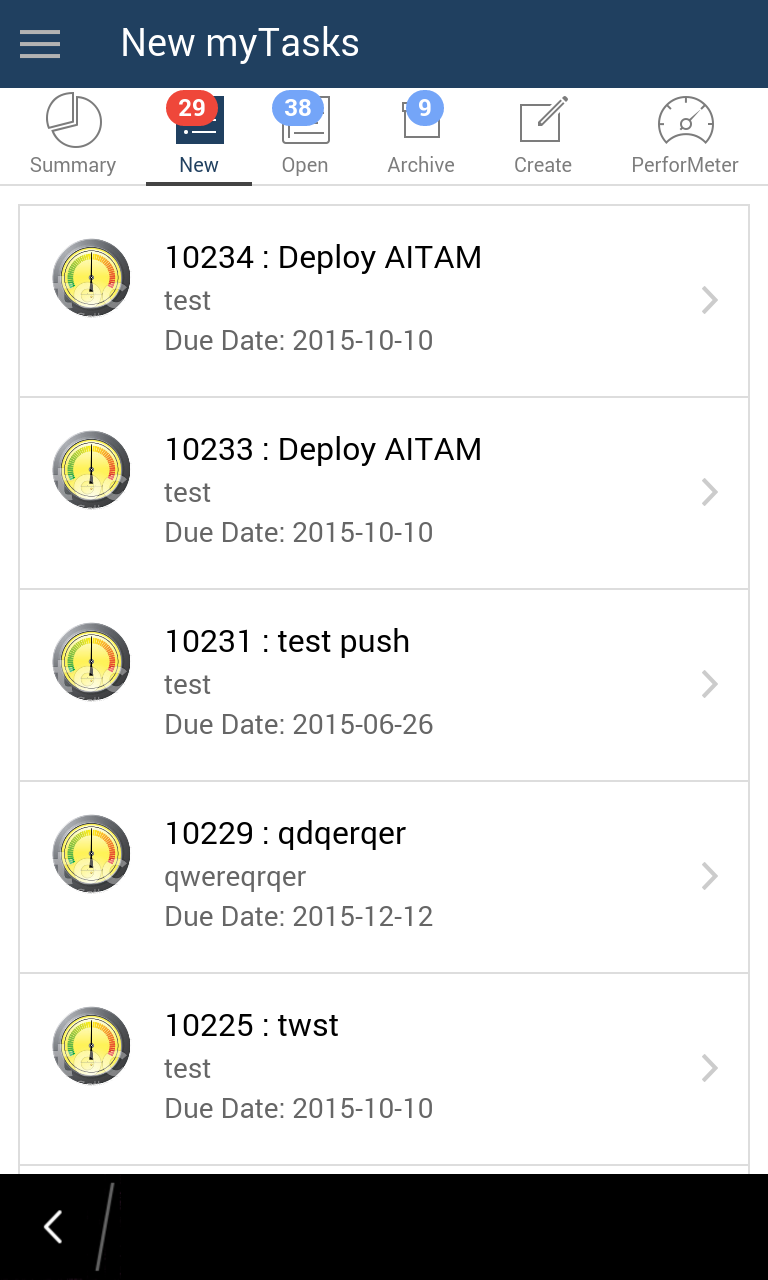 New myTasks
29 38 9
Summary New Open Archive Create PerforMeter
10234 : Deploy AITAM
test
Due Date: 2015-10-10
10233 : Deploy AITAM
test
Due Date: 2015-10-10
10231 : test push
test
Due Date: 2015-06-26
10229 : qdqerqer
qwereqrqer
Due Date: 2015-12-12
10225 : twst
test
Due Date: 2015-10-10